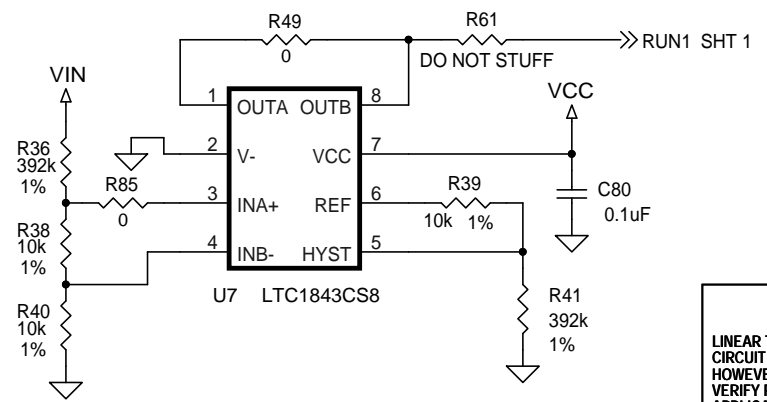 R49
0
R61
DO NOT STUFF
RUN1 SHT 1
VIN
VCC
1
OUTA
OUTB
8
2
V-
VCC
7
R36
392k
1%
R85
0
3
INA+
REF
6
R39
10k 1%
C80
0.1uF
R38
10k
1%
4
INB-
HYST
5
U7 LTC1843CS8
R40
10k
1%
R41
392k
1%
LINEAR
CIRCUIT
HOWEVE
VERIFY